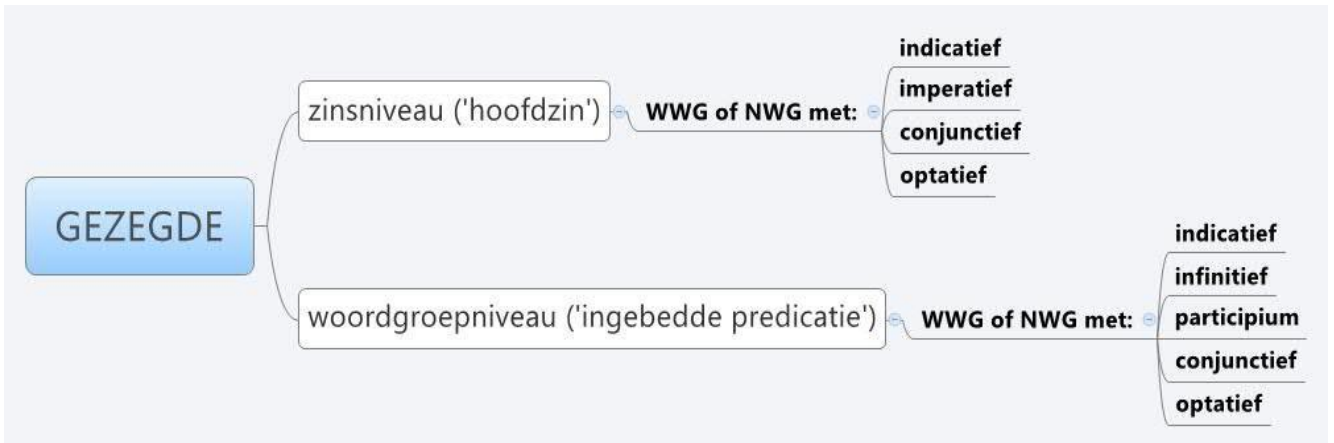 GEZEGDE
zinsniveau ('hoofdzin')
WWG of NWG met:
indicatief
imperatief
conjunctief
optatief
woordgroepniveau ('ingebedde predicatie')
WWG of NWG met:
indicatief
infinitief
participium
conjunctief
optatief